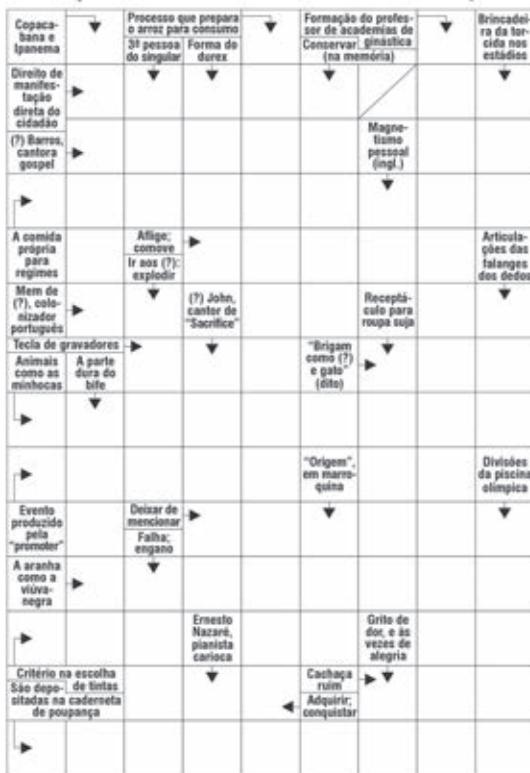 Copaca-
bana e
Ipanema
Processo que prepara
o arroz para consumo
3ª pessoa
do singular
Forma do
durex
Formação do profes-
sor de academias de
ginástica
Conservar
(na memória)
Brincadei-
ra da tor-
cida nos
estádios
Direito de
manifes-
tação
direta do
cidadão
(?) Barros,
cantora
gospel
Magne-
tismo
pessoal
(ingl.)
A comida
própria
para
regimes
Aflige;
comove
Ir aos (?):
explodir
Articula-
ções das
falanges
dos dedos
Mem de
(?), colo-
nizador
português
(?) John,
cantor de
"Sacrifice"
Receptá-
culo para
roupa suja
Tecla de gravadores
Animais
como as
minhocas
A parte
dura do
bife
"Brigam
como (?)
e gato"
(dito)
"Origem",
em marro-
quina
Divisões
da piscina
olímpica
Evento
produzido
pela
"promoter"
Deixar de
mencionar
Falha;
engano
A aranha
como a
viúva-
negra
Ernesto
Nazaré,
pianista
carioca
Grito de
dor, e às
vezes de
alegria
Critério na escolha
de tintas
São depo-
sitadas na caderneta
de poupança
Cachaça
ruim
Adquirir;
conquistar